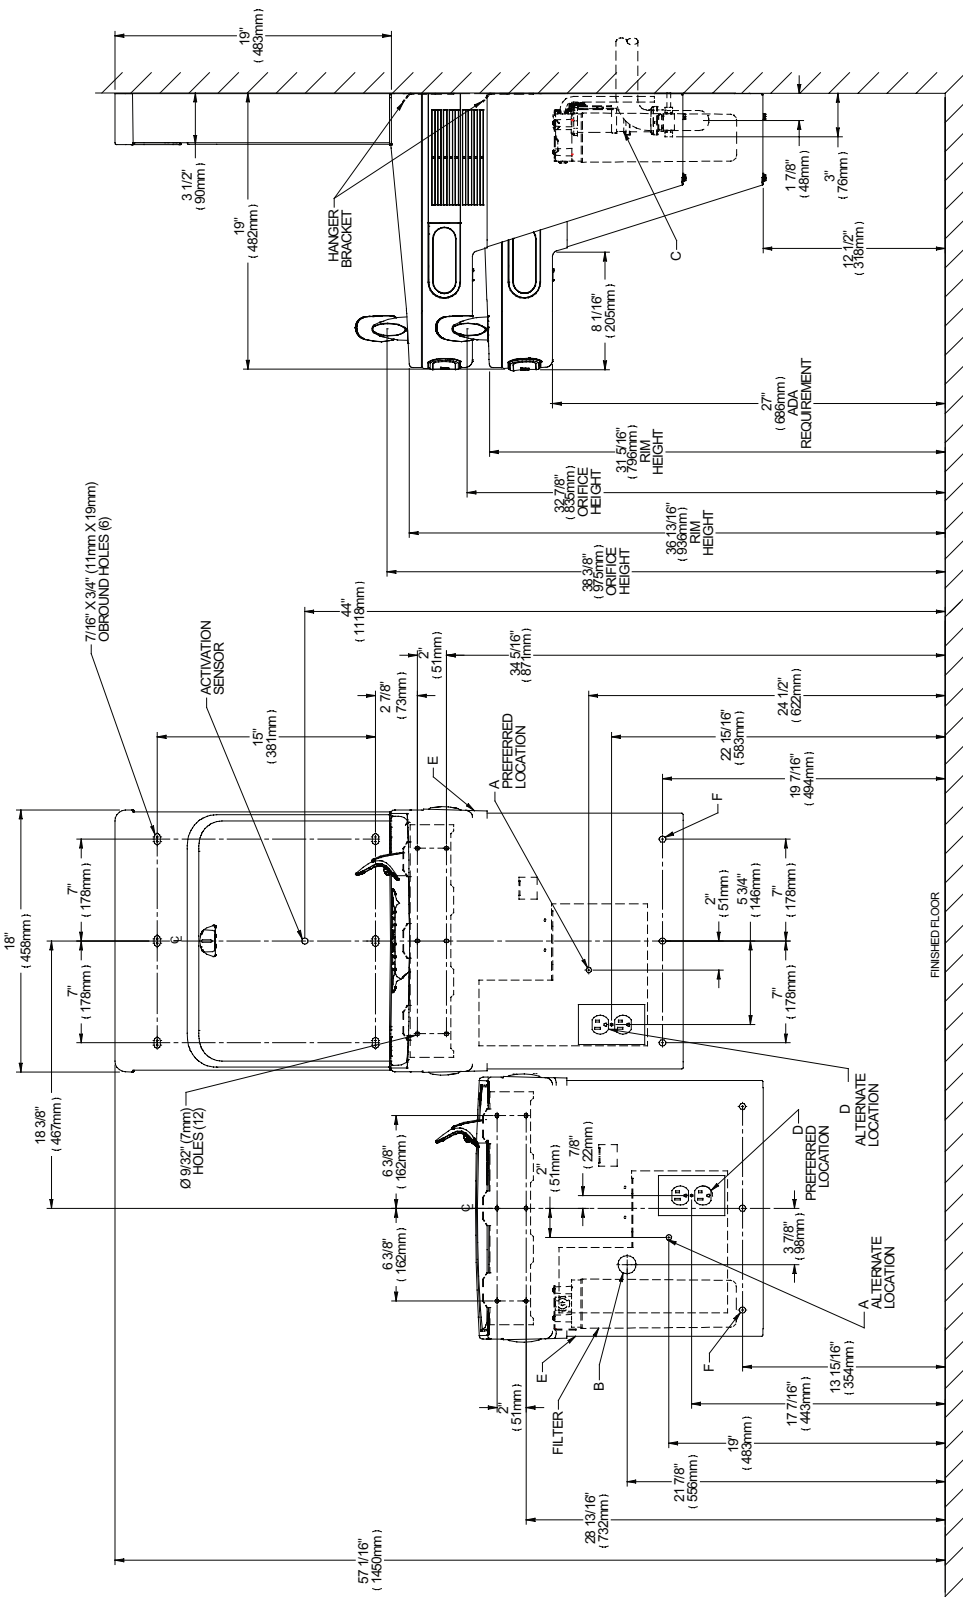 19"
(483mm)
3 1/2"
(90mm)
19"
(482mm)
HANGER
BRACKET
C
1 7/8"
(48mm)
3"
(76mm)
12 1/2"
(318mm)
8 1/16"
(205mm)
27"
(686mm)
ADA
REQUIREMENT
31 5/16"
(796mm)
RIM
HEIGHT
32 7/8"
(835mm)
ORIFICE
HEIGHT
36 13/16"
(936mm)
RIM
HEIGHT
38 3/8"
(975mm)
ORIFICE
HEIGHT
7/16" X 3/4" (11mm X 19mm)
OBROUND HOLES (6)
ACTIVATION
SENSOR
44"
(1118mm)
15"
(381mm)
2 7/8"
(73mm)
2"
(51mm)
34 5/16"
(871mm)
E
A
PREFERRED
LOCATION
24 1/2"
(622mm)
22 15/16"
(583mm)
19 7/16"
(494mm)
F
18"
(458mm)
7"
(178mm)
7"
(178mm)
CL
2"
(51mm)
5 3/4"
(146mm)
7"
(178mm)
7"
(178mm)
FINISHED FLOOR
18 3/8"
(467mm)
Ø 9/32" (7mm)
HOLES (12)
D
ALTERNATE
LOCATION
D
PREFERRED
LOCATION
6 3/8"
(162mm)
6 3/8"
(162mm)
CL
2"
(51mm)
7/8"
(22mm)
3 7/8"
(98mm)
A
ALTERNATE
LOCATION
2"
(51mm)
E
FILTER
B
F
13 15/16"
(354mm)
17 7/16"
(443mm)
19"
(483mm)
21 7/8"
(556mm)
28 13/16"
(732mm)
57 1/16"
(1450mm)